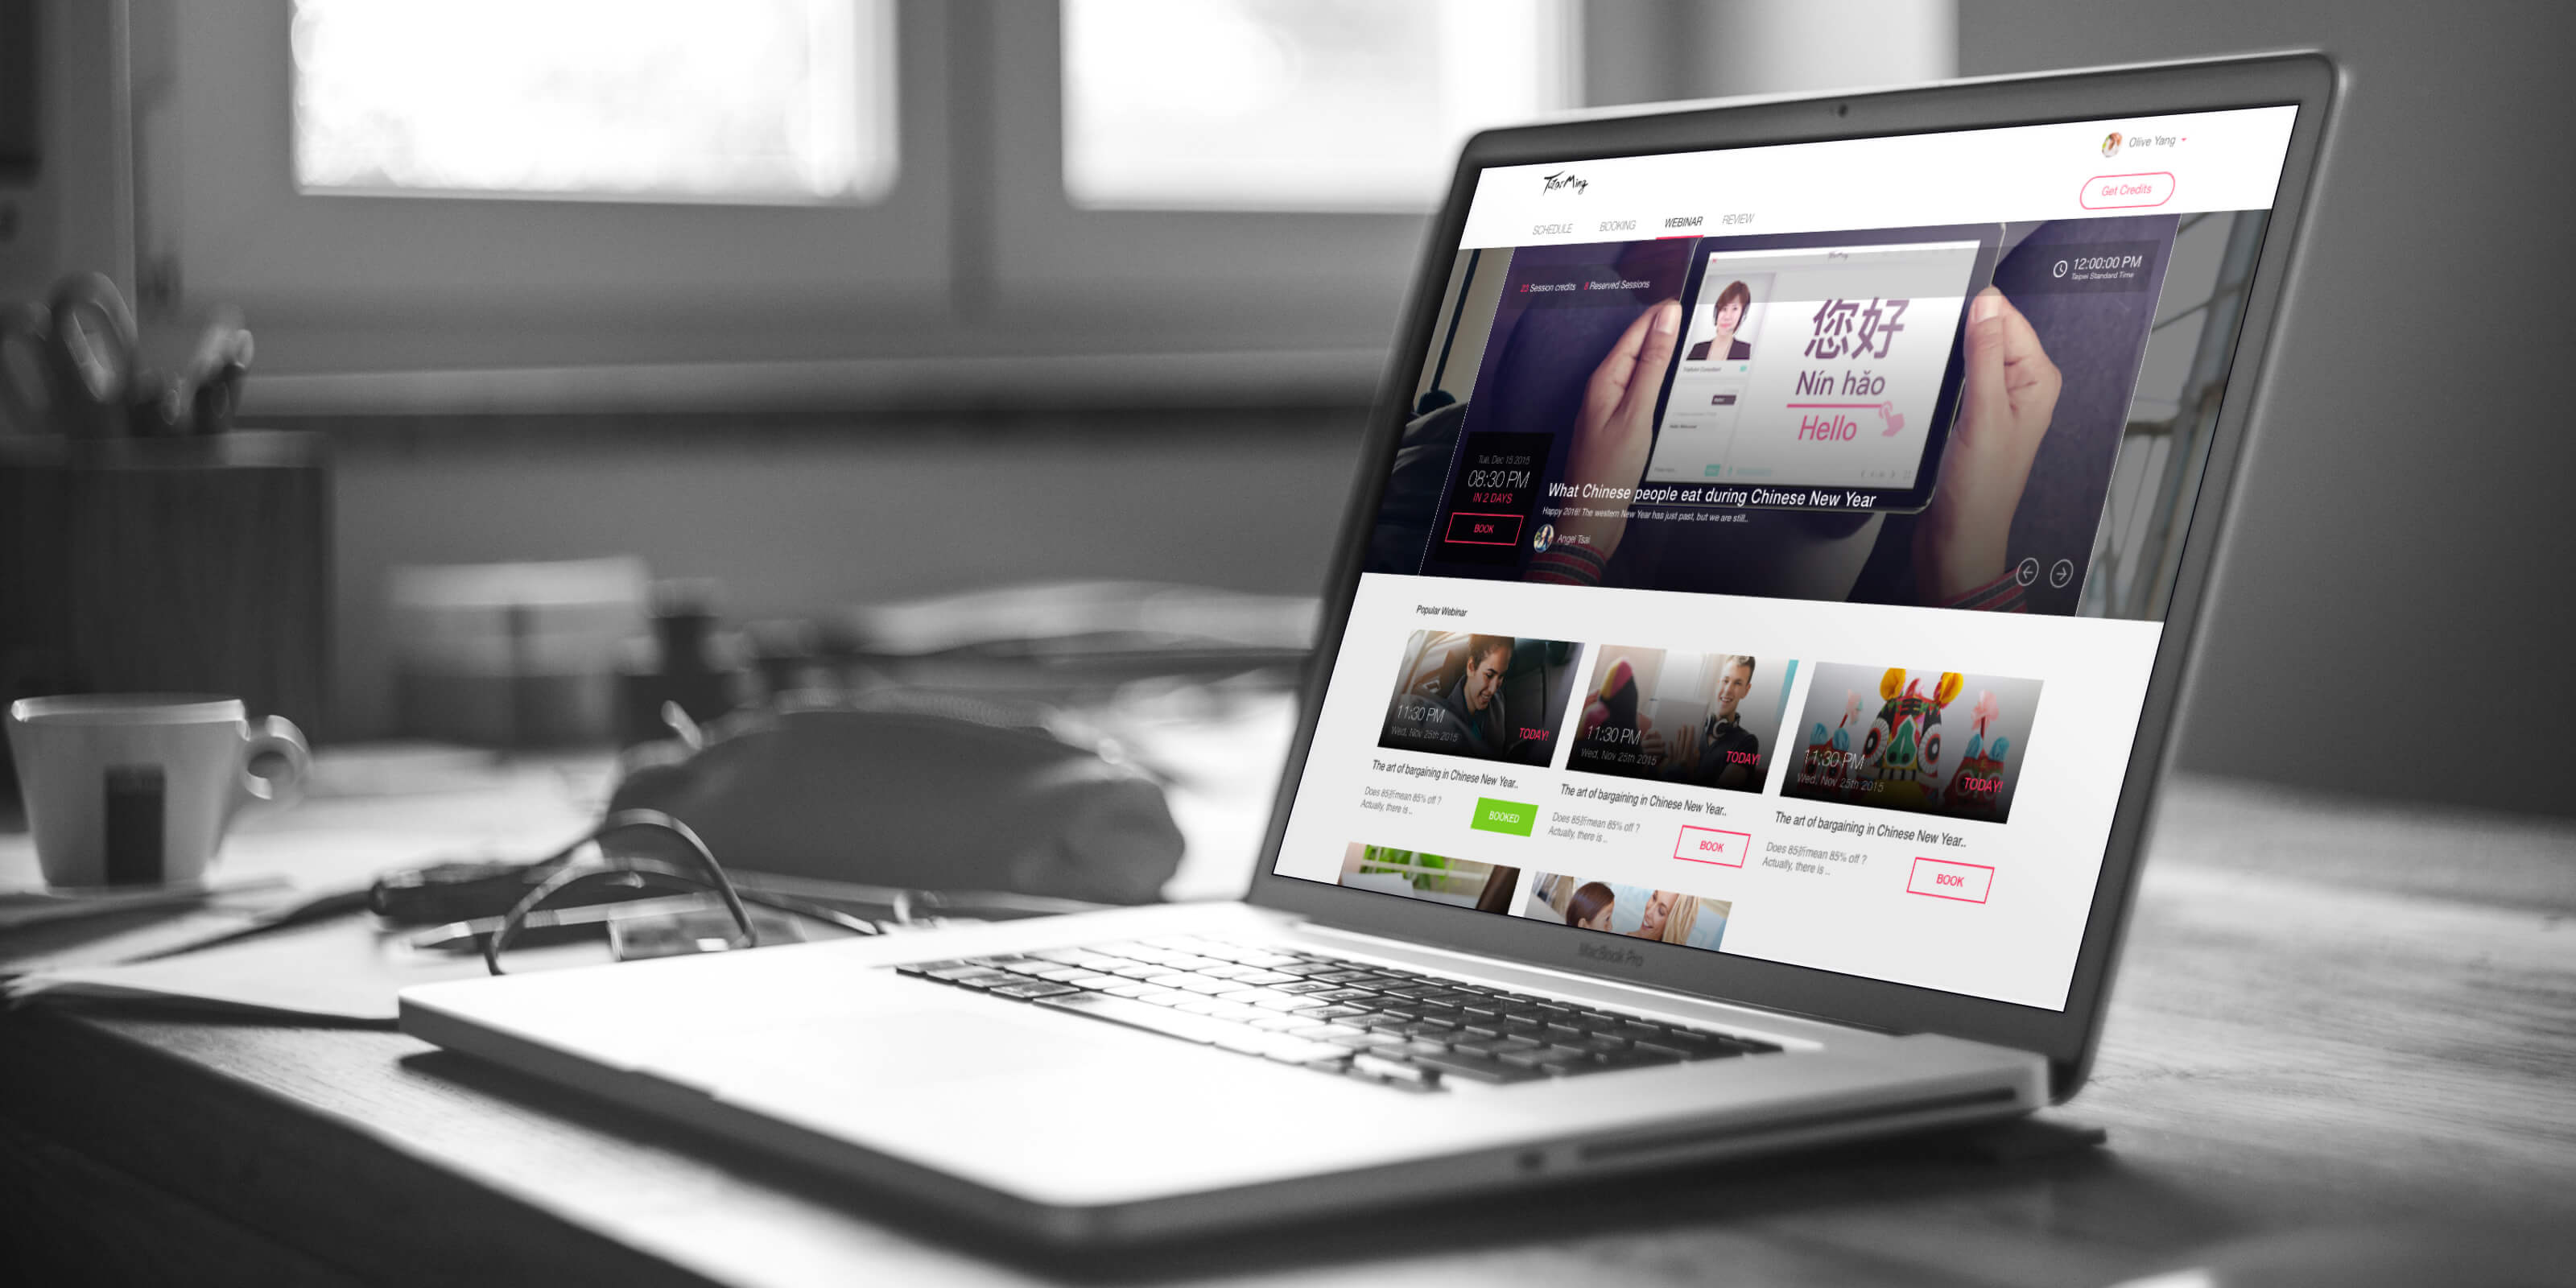 Olive Yang
TutorMing
Get Credits
SCHEDULE BOOKING WEBINAR REVIEW
23 Session credits 8 Reserved Sessions
12:00:00 PM
Taipei Standard Time
您好
Nín hǎo
Hello
Tue, Dec 15 2015
08:30 PM
IN 2 DAYS
BOOK
What Chinese people eat during Chinese New Year
Happy 2016! The western New Year has just past, but we are still..
Angel Tsai
Popular Webinar
11:30 PM
Wed, Nov 25th 2015
TODAY!
The art of bargaining in Chinese New Year..
Does 85折mean 85% off ?
Actually, there is ..
BOOKED
11:30 PM
Wed, Nov 25th 2015
TODAY!
The art of bargaining in Chinese New Year..
Does 85折mean 85% off ?
Actually, there is ..
BOOK
11:30 PM
Wed, Nov 25th 2015
TODAY!
The art of bargaining in Chinese New Year..
Does 85折mean 85% off ?
Actually, there is ..
BOOK
MacBook Pro